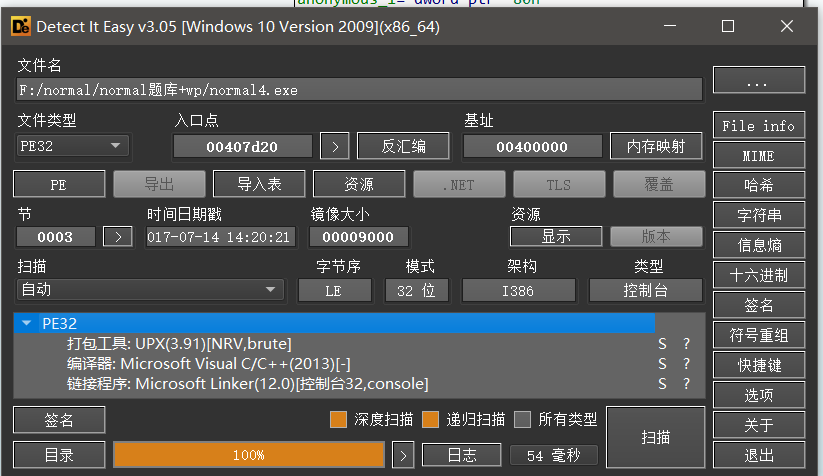 Detect It Easy v3.05 [Windows 10 Version 2009](x86_64)
文件名
F:/normal/normal题库+wp/normal4.exe
...
文件类型 入口点 基址
PE32 00407d20 > 反汇编 00400000 内存映射
File info
MIME
PE 导出 导入表 资源 .NET TLS 覆盖
哈希
节 时间日期戳 镜像大小 资源
字符串
0003 > 017-07-14 14:20:21 00009000 显示 版本
信息熵
扫描 字节序 模式 架构 类型
十六进制
自动 LE 32 位 I386 控制台
签名
PE32
符号重组
打包工具: UPX(3.91)[NRV,brute] S ?
编译器: Microsoft Visual C/C++(2013)[-] S ?
快捷键
链接程序: Microsoft Linker(12.0)[控制台32,console] S ?
选项
签名 深度扫描 递归扫描 所有类型 扫描
关于
目录 100% > 日志 54 毫秒
退出